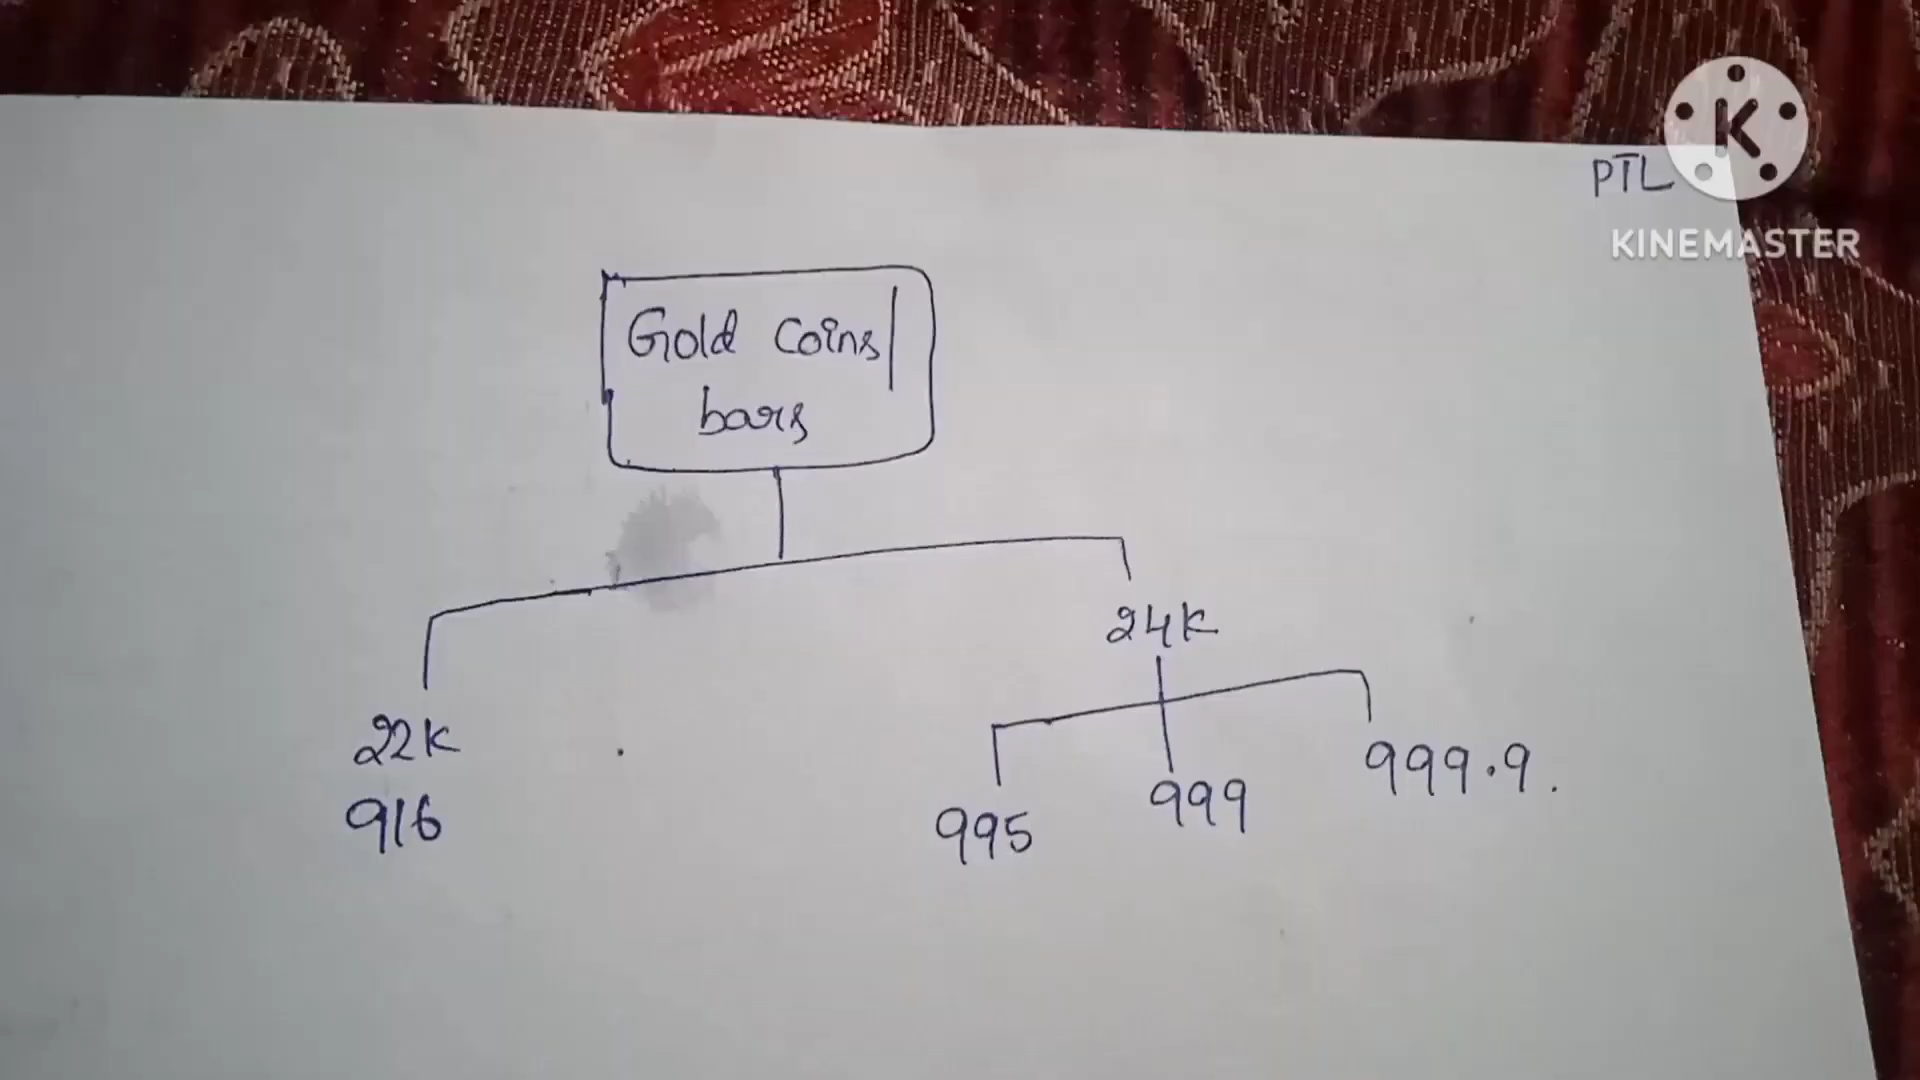 PTL
K
KINEMASTER
Gold coins/
bars
24K
22K
916
995
999
999.9.